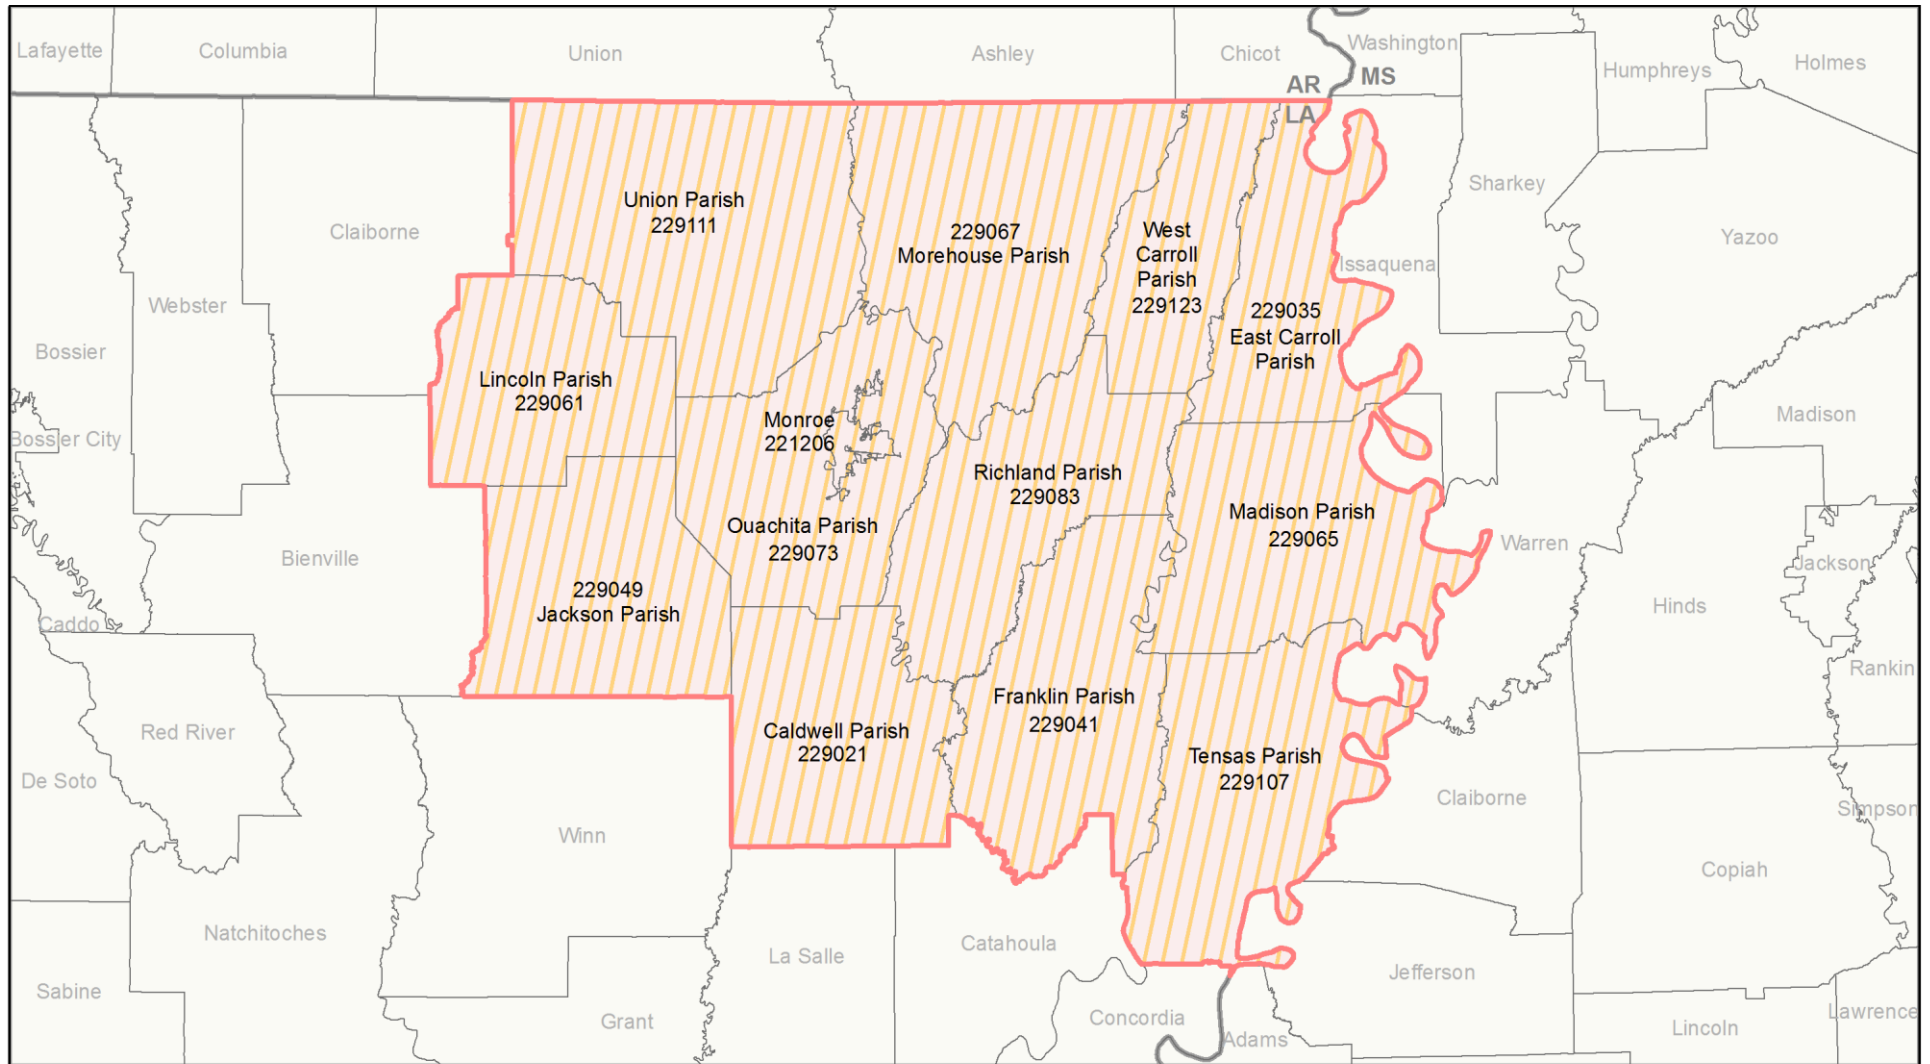 Lafayette
Columbia
Union
Ashley
Chicot
Washington
Humphreys
Holmes
AR
MS
LA
Union Parish
229111
229067
Morehouse Parish
West
Carroll
Parish
229123
229035
East Carroll
Parish
Sharkey
Yazoo
Issaquena
Claiborne
Webster
Bossier
Bossier City
Lincoln Parish
229061
Monroe
221206
Richland Parish
229083
Madison Parish
229065
Madison
Ouachita Parish
229073
Warren
Jackson
Hinds
Bienville
229049
Jackson Parish
Caddo
Rankin
Red River
De Soto
Caldwell Parish
229021
Franklin Parish
229041
Tensas Parish
229107
Claiborne
Simpson
Winn
Copiah
Natchitoches
La Salle
Catahoula
Jefferson
Sabine
Grant
Concordia
Adams
Lincoln
Lawrence